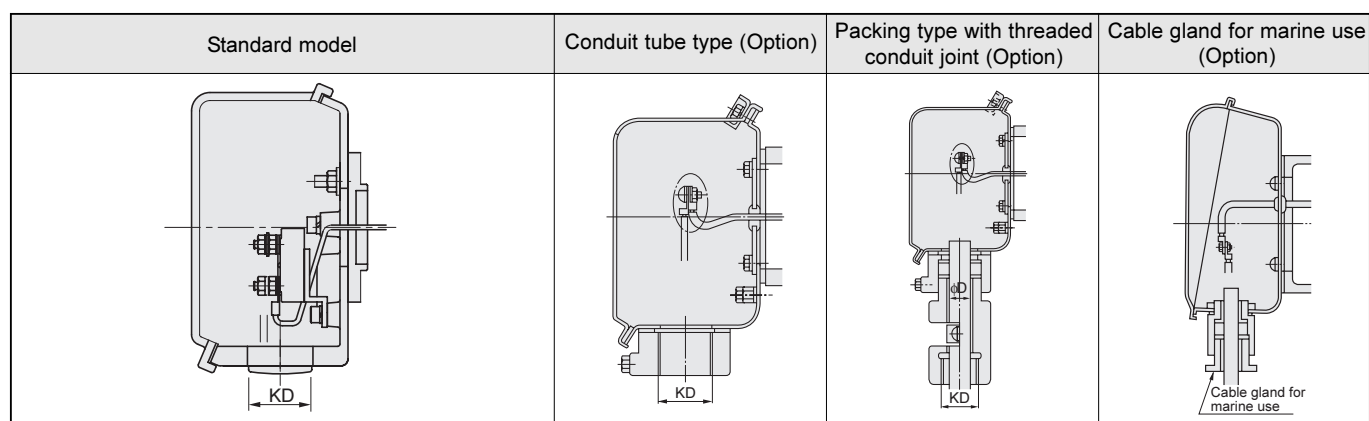 Standard model
Conduit tube type (Option)
Packing type with threaded
conduit joint (Option)
Cable gland for marine use
(Option)
KD
KD
φD
KD
Cable gland for
marine use